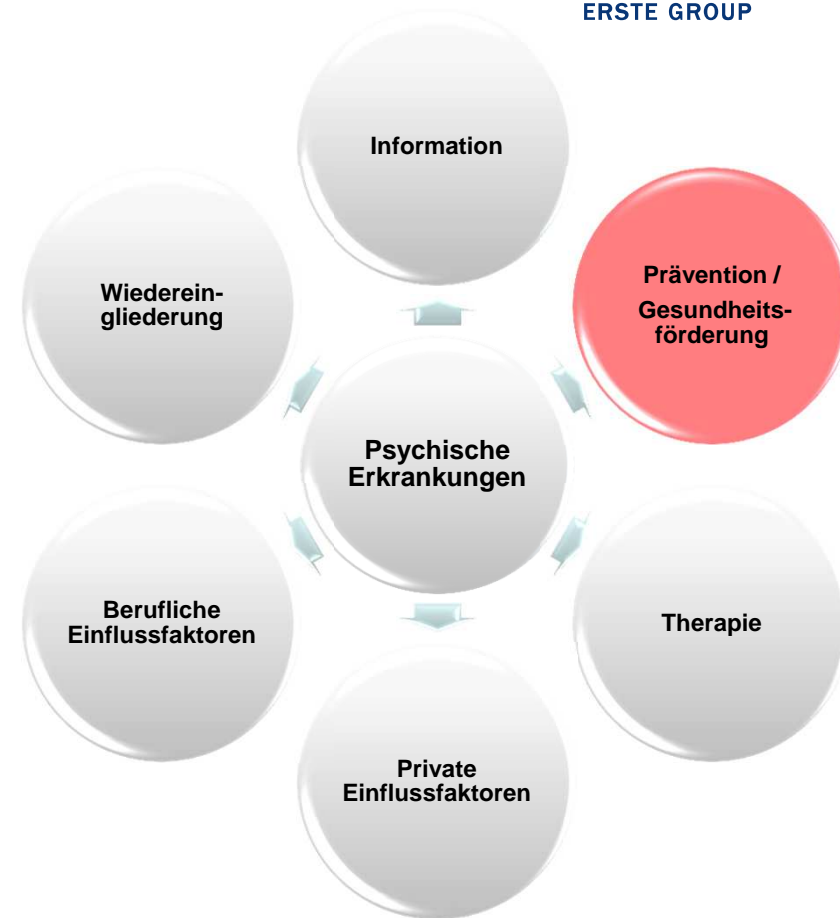 ERSTE GROUP
Information
Prävention /
Gesundheits-
förderung
Wiederein-
gliederung
Psychische
Erkrankungen
Berufliche
Einflussfaktoren
Therapie
Private
Einflussfaktoren